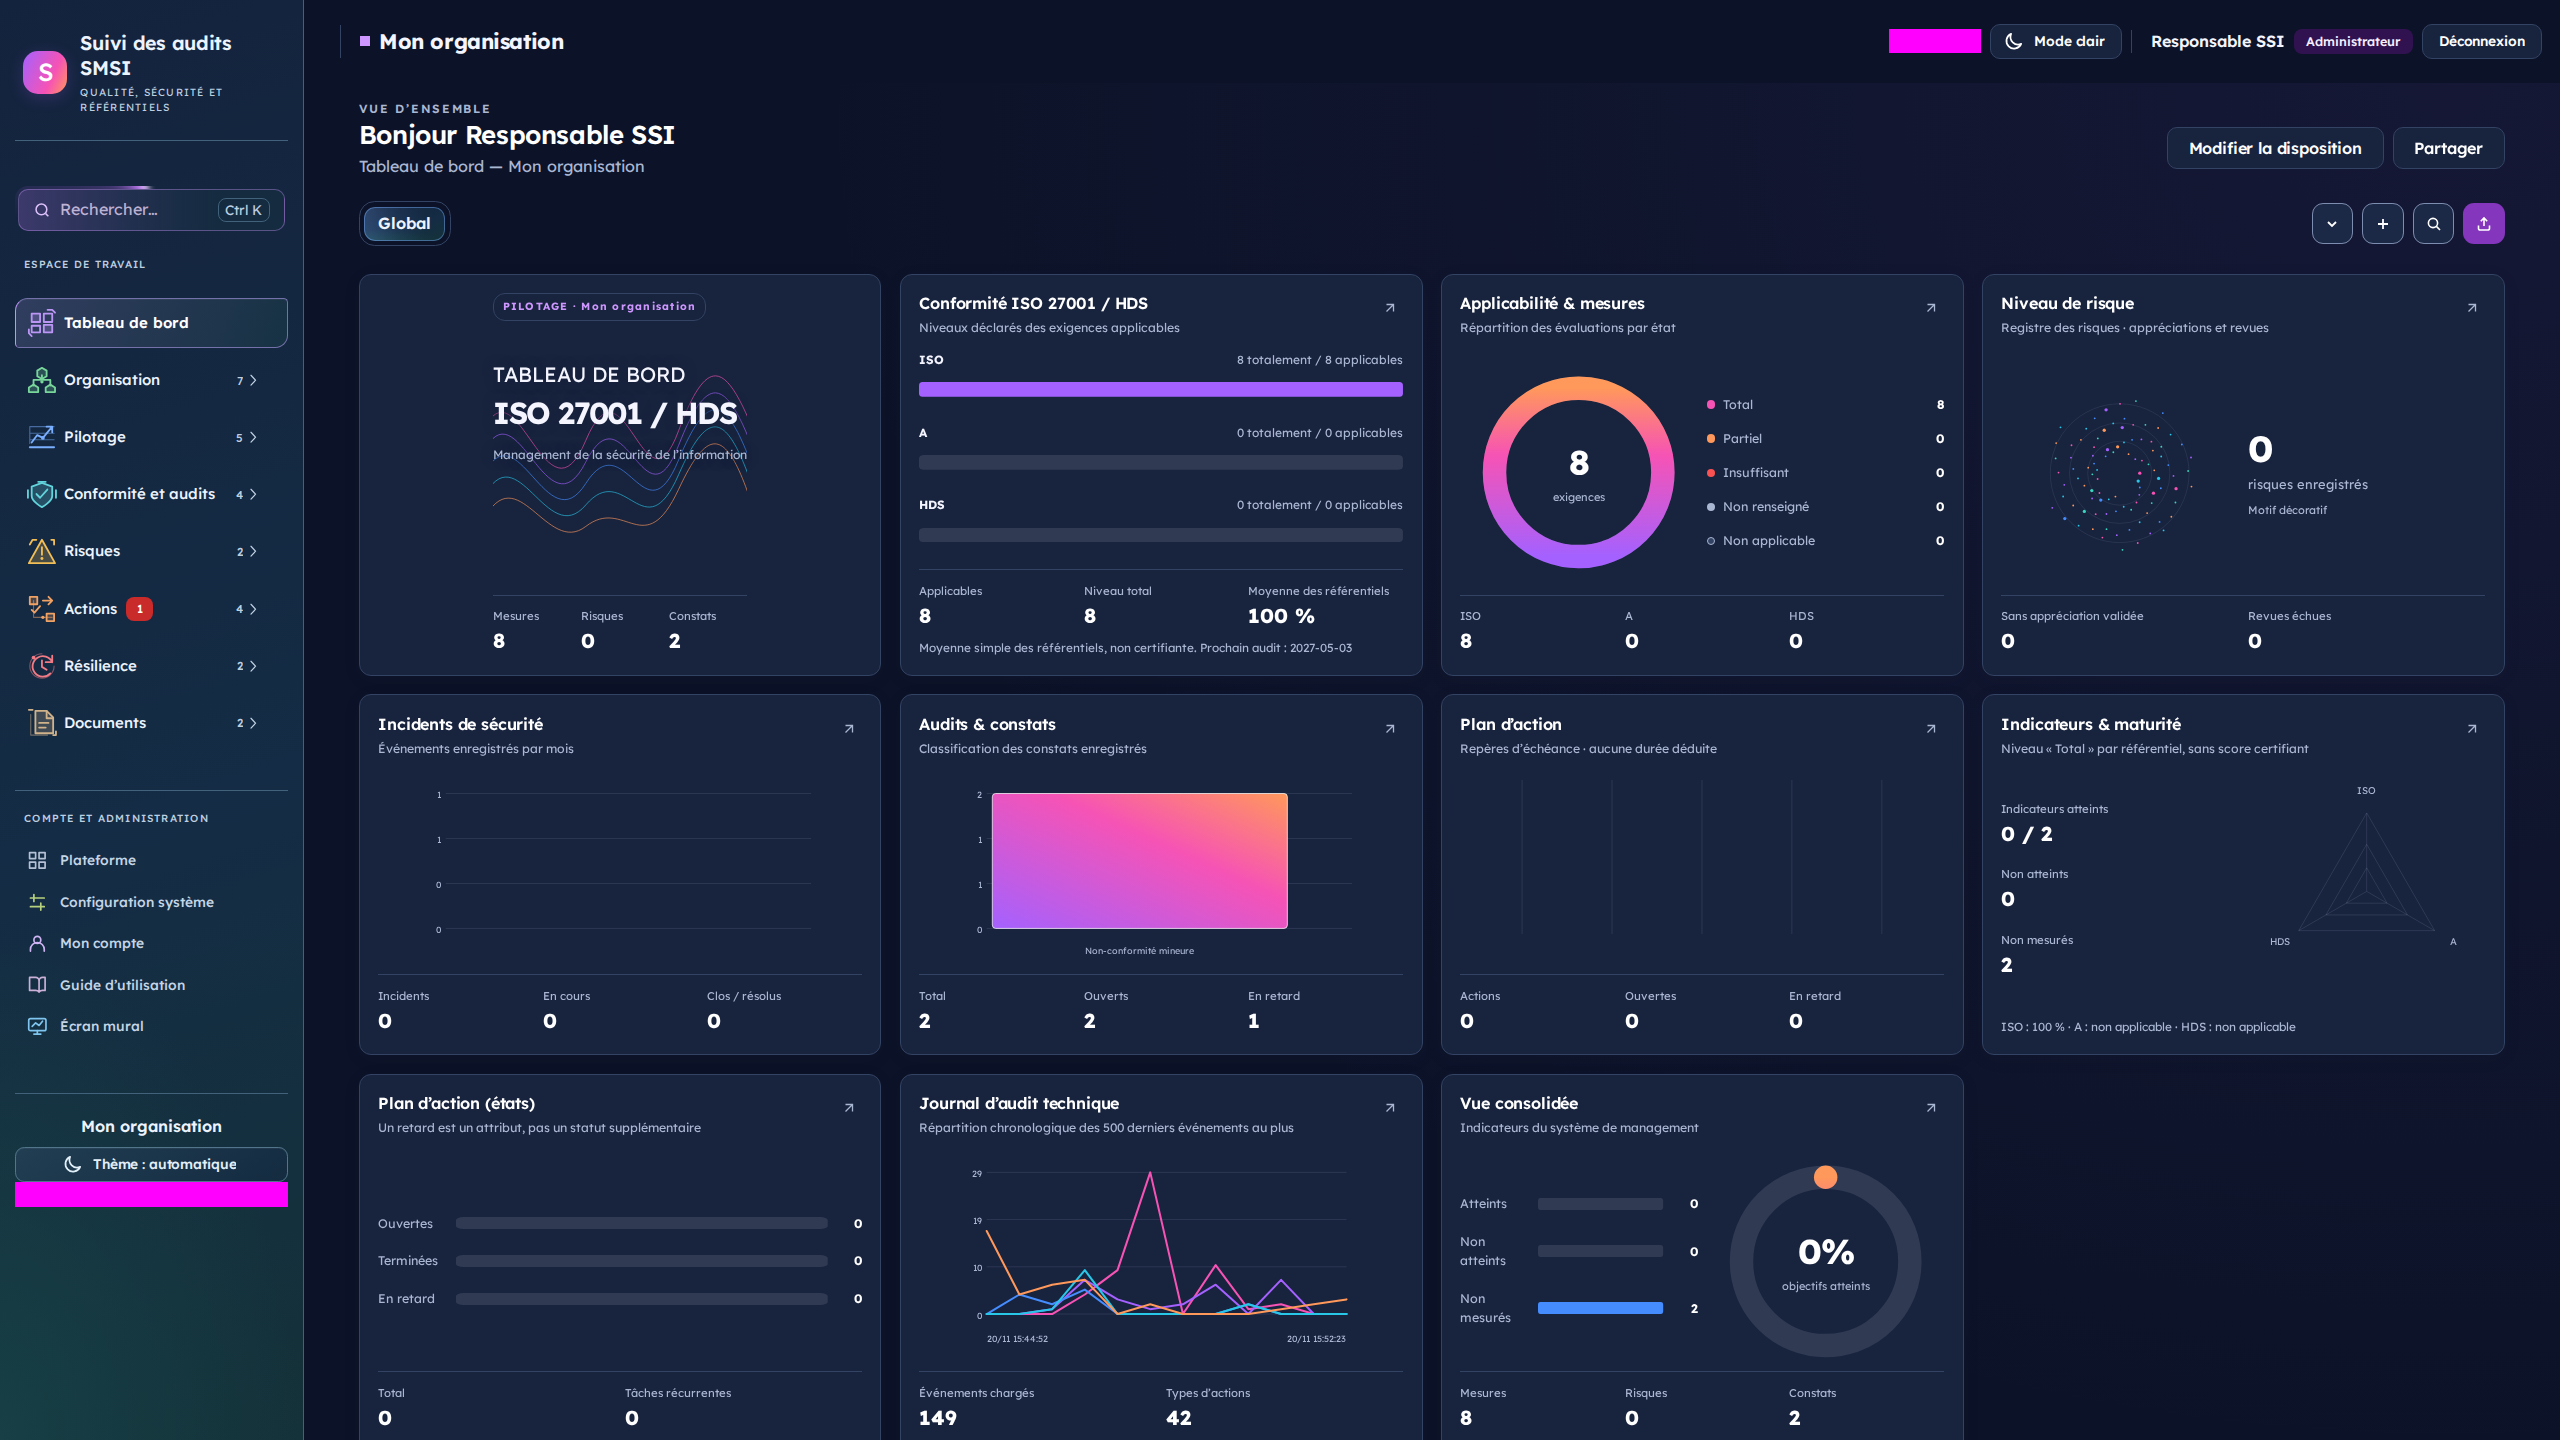 Suivi des audits
SMSI
QUALITÉ, SÉCURITÉ ET
RÉFÉRENTIELS
S
Rechercher…
Ctrl K
ESPACE DE TRAVAIL
Tableau de bord
Organisation 7
Pilotage 5
Conformité et audits 4
Risques 2
Actions 1 4
Résilience 2
Documents 2
COMPTE ET ADMINISTRATION
Plateforme
Configuration système
Mon compte
Guide d’utilisation
Écran mural
Mon organisation
Thème : automatique
Mon organisation
Mode clair
Responsable SSI
Administrateur
Déconnexion
VUE D’ENSEMBLE
Bonjour Responsable SSI
Tableau de bord — Mon organisation
Modifier la disposition
Partager
Global
PILOTAGE · Mon organisation
TABLEAU DE BORD
ISO 27001 / HDS
Management de la sécurité de l’information
Mesures Risques Constats
8 0 2
Conformité ISO 27001 / HDS
Niveaux déclarés des exigences applicables
ISO 8 totalement / 8 applicables
A 0 totalement / 0 applicables
HDS 0 totalement / 0 applicables
Applicables Niveau total Moyenne des référentiels
8 8 100 %
Moyenne simple des référentiels, non certifiante. Prochain audit : 2027-05-03
Applicabilité & mesures
Répartition des évaluations par état
8
exigences
Total 8
Partiel 0
Insuffisant 0
Non renseigné 0
Non applicable 0
ISO A HDS
8 0 0
Niveau de risque
Registre des risques · appréciations et revues
0
risques enregistrés
Motif décoratif
Sans appréciation validée Revues échues
0 0
Incidents de sécurité
Événements enregistrés par mois
1
1
0
0
Incidents En cours Clos / résolus
0 0 0
Audits & constats
Classification des constats enregistrés
2
1
1
0
Non-conformité mineure
Total Ouverts En retard
2 2 1
Plan d’action
Repères d’échéance · aucune durée déduite
Actions Ouvertes En retard
0 0 0
Indicateurs & maturité
Niveau « Total » par référentiel, sans score certifiant
Indicateurs atteints
0 / 2
Non atteints
0
Non mesurés
2
ISO
HDS A
ISO : 100 % · A : non applicable · HDS : non applicable
Plan d’action (états)
Un retard est un attribut, pas un statut supplémentaire
Ouvertes 0
Terminées 0
En retard 0
Total Tâches récurrentes
0 0
Journal d’audit technique
Répartition chronologique des 500 derniers événements au plus
29
19
10
0
20/11 15:44:52 20/11 15:52:23
Événements chargés Types d’actions
149 42
Vue consolidée
Indicateurs du système de management
Atteints 0
Non
atteints 0
Non
mesurés 2
0%
objectifs atteints
Mesures Risques Constats
8 0 2